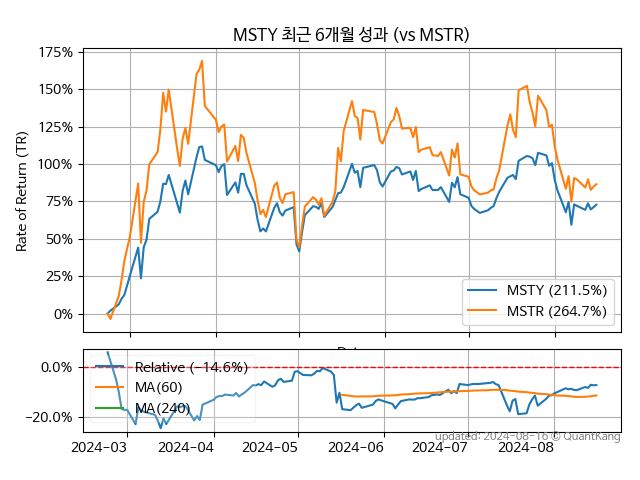 MSTY 최근 6개월 성과 (vs MSTR)
175%
150%
125%
100%
75%
50%
25%
0%
Rate of Return (TR)
MSTY (211.5%)
MSTR (264.7%)
0.0%
−20.0%
Relative (−14.6%)
MA(60)
MA(240)
2024−03
2024−04
2024−05
2024−06
2024−07
2024−08
updated: 2024−08−16 © QuantKang